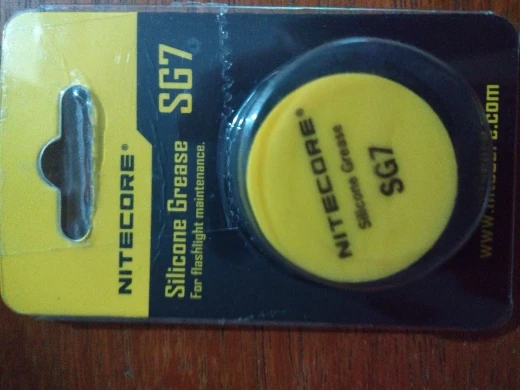 NITECORE®
Silicone Grease SG7
For flashlight maintenance.
NITECORE®
Silicone Grease
SG7
www.nitecore.com